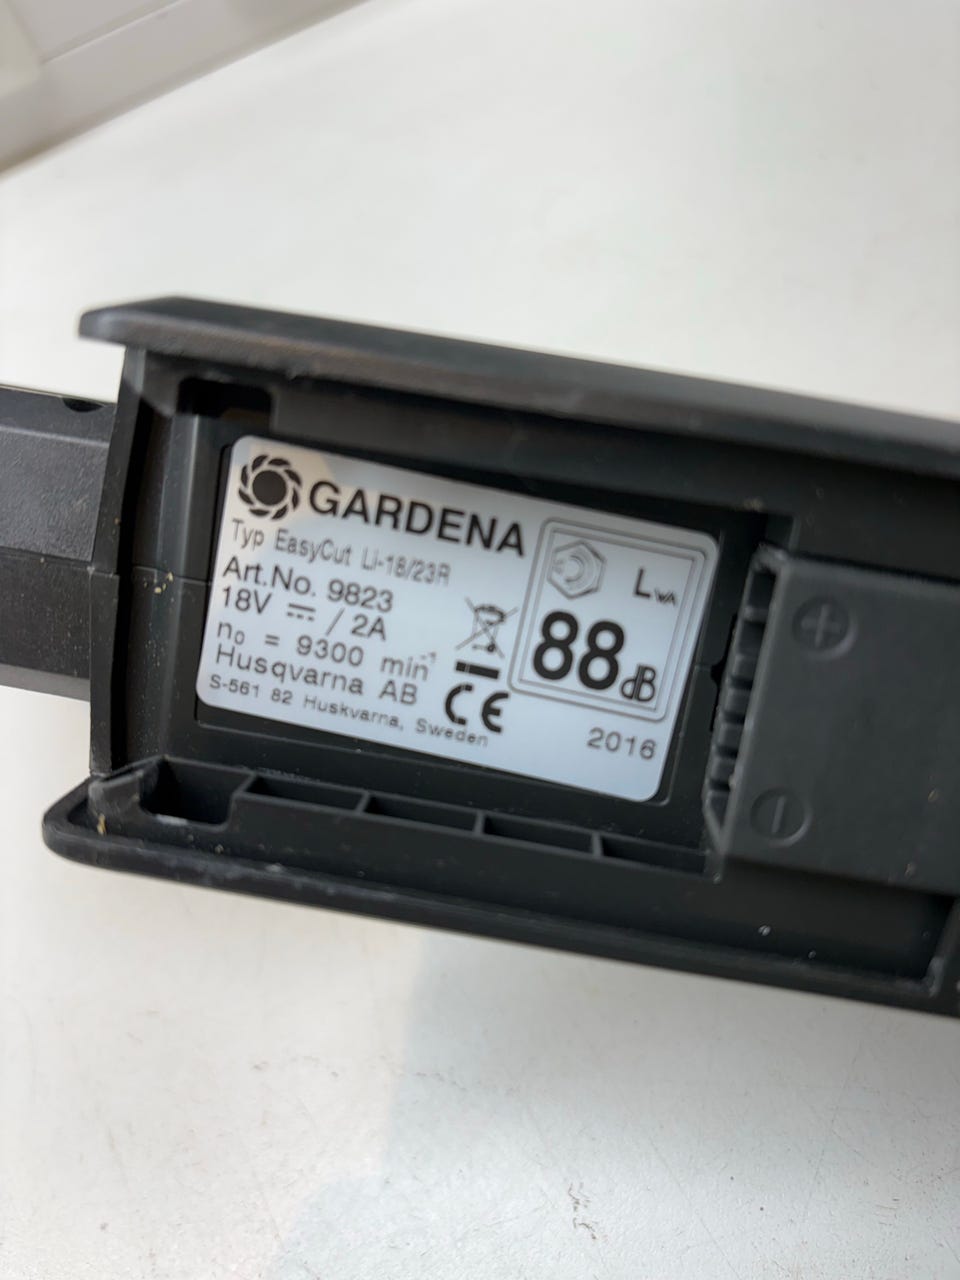 GARDENA
Typ EasyCut Li-18/23R
Art.No. 9823
18V ⎓ / 2A
n₀ = 9300 min⁻¹
Husqvarna AB
S-561 82 Huskvarna, Sweden
CE
LWA
88dB
2016
+
-